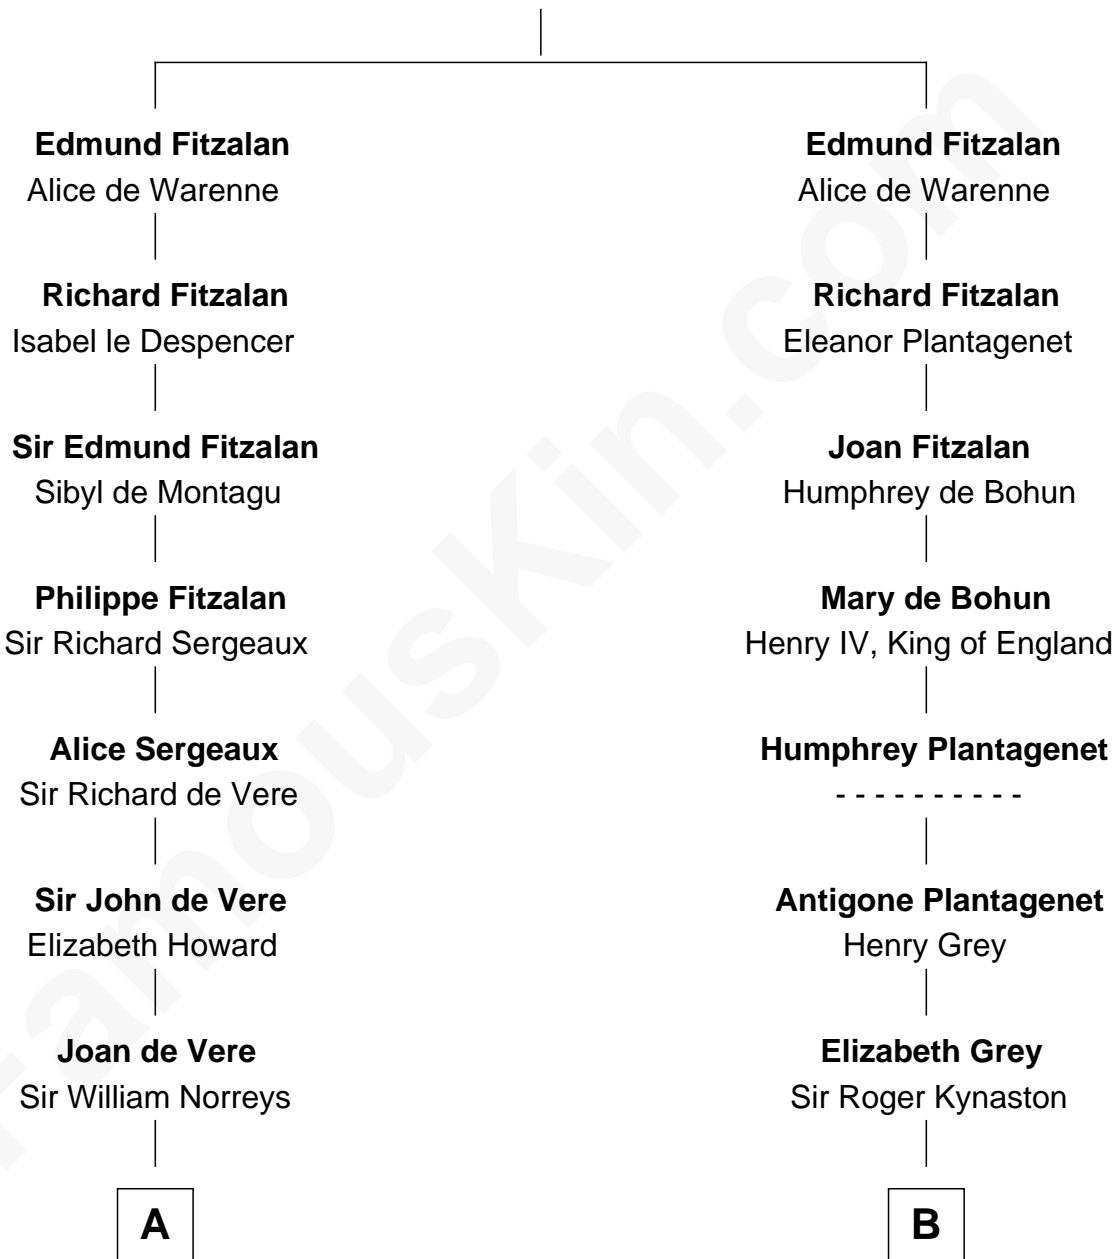 Edmund Fitzalan
Alice de Warenne
Richard Fitzalan
Isabel le Despencer
Sir Edmund Fitzalan
Sibyl de Montagu
Philippe Fitzalan
Sir Richard Sergeaux
Alice Sergeaux
Sir Richard de Vere
Sir John de Vere
Elizabeth Howard
Joan de Vere
Sir William Norreys
A
Edmund Fitzalan
Alice de Warenne
Richard Fitzalan
Eleanor Plantagenet
Joan Fitzalan
Humphrey de Bohun
Mary de Bohun
Henry IV, King of England
Humphrey Plantagenet
- - - - - - - - - -
Antigone Plantagenet
Henry Grey
Elizabeth Grey
Sir Roger Kynaston
B
FamousKin.com